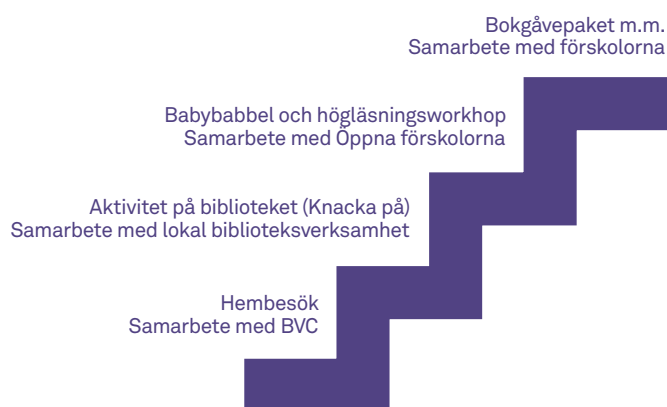 Bokgåvepaket m.m.
Samarbete med förskolorna
Babybabbel och högläsningsworkhop
Samarbete med Öppna förskolorna
Aktivitet på biblioteket (Knacka på)
Samarbete med lokal biblioteksverksamhet
Hembesök
Samarbete med BVC